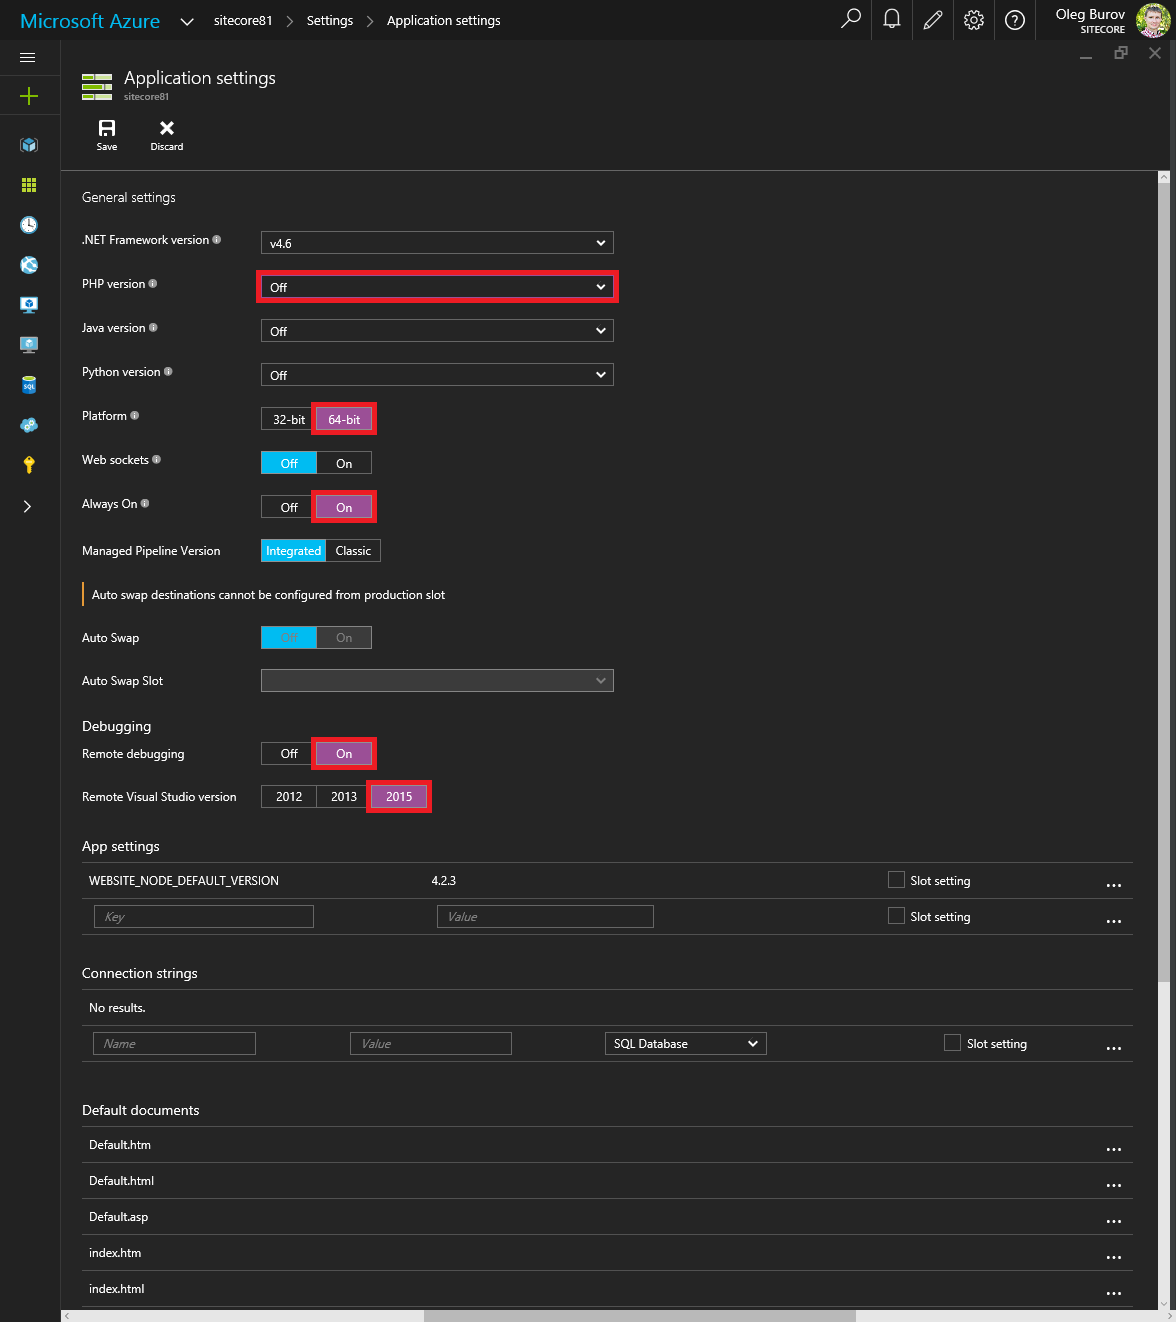 Microsoft Azure sitecore81 Settings Application settings Oleg Burov
SITECORE
Application settings
sitecore81
Save Discard
General settings
.NET Framework version v4.6
PHP version Off
Java version Off
Python version Off
Platform 32-bit 64-bit
Web sockets Off On
Always On Off On
Managed Pipeline Version Integrated Classic
Auto swap destinations cannot be configured from production slot
Auto Swap Off On
Auto Swap Slot
Debugging
Remote debugging Off On
Remote Visual Studio version 2012 2013 2015
App settings
WEBSITE_NODE_DEFAULT_VERSION 4.2.3 Slot setting ...
Key Value Slot setting ...
Connection strings
No results.
Name Value SQL Database Slot setting ...
Default documents
Default.htm ...
Default.html ...
Default.asp ...
index.htm ...
index.html ...